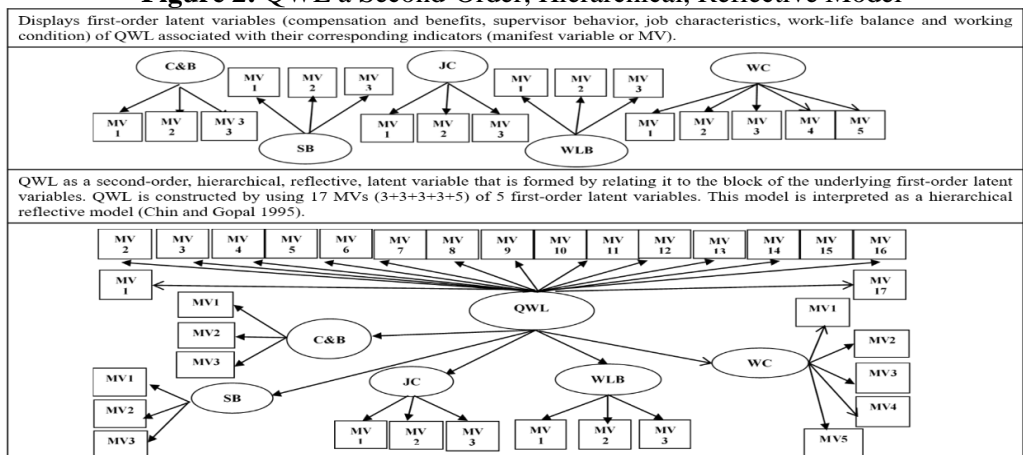 Figure 2: QWL a Second-Order, Hierarchical, Reflective Model
Displays first-order latent variables (compensation and benefits, supervisor behavior, job characteristics, work-life balance and working
condition) of QWL associated with their corresponding indicators (manifest variable or MV).
C&B
MV 1
MV 2
MV 3
JC
MV 1
MV 2
MV 3
WC
MV 1
MV 2
MV 3 3
MV 1
MV 2
MV 3
MV 1
MV 2
MV 3
MV 4
MV 5
SB
WLB
QWL as a second-order, hierarchical, reflective, latent variable that is formed by relating it to the block of the underlying first-order latent
variables. QWL is constructed by using 17 MVs (3+3+3+3+5) of 5 first-order latent variables. This model is interpreted as a hierarchical
reflective model (Chin and Gopal 1995).
MV 2
MV 3
MV 4
MV 5
MV 6
MV 7
MV 8
MV 9
MV 10
MV 11
MV 12
MV 13
MV 14
MV 15
MV 16
MV 1
MV 17
QWL
MV1
MV2
MV3
C&B
MV1
MV2
MV3
MV4
MV5
WC
MV1
MV2
MV3
SB
JC
MV 1
MV 2
MV 3
WLB
MV 1
MV 2
MV 3